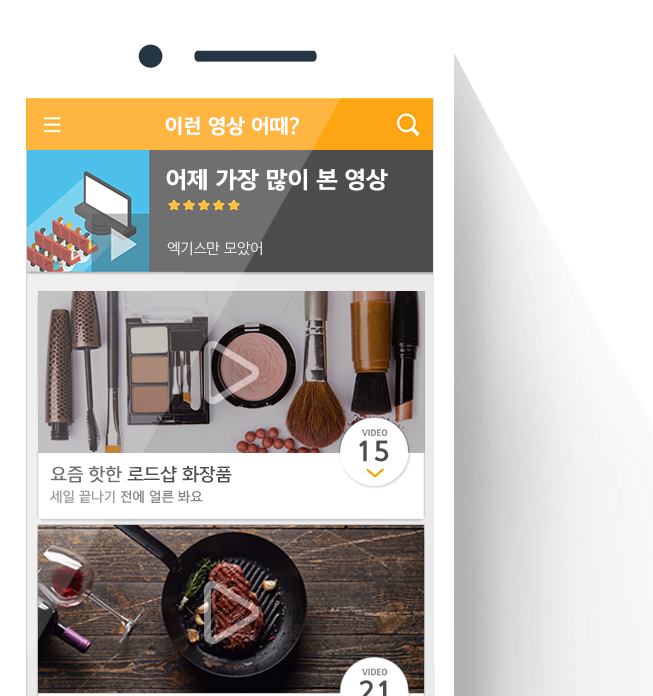 이런 영상 어때?
어제 가장 많이 본 영상
엑기스만 모았어
VIDEO
15
요즘 핫한 로드샵 화장품
세일 끝나기 전에 얼른 봐요
VIDEO
21